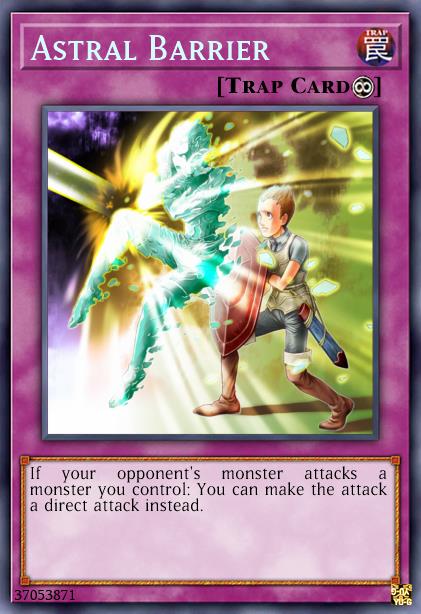 Astral Barrier
TRAP
罠
[Trap Card♾]
If your opponent's monster attacks a
monster you control: You can make the attack
a direct attack instead.
37053871